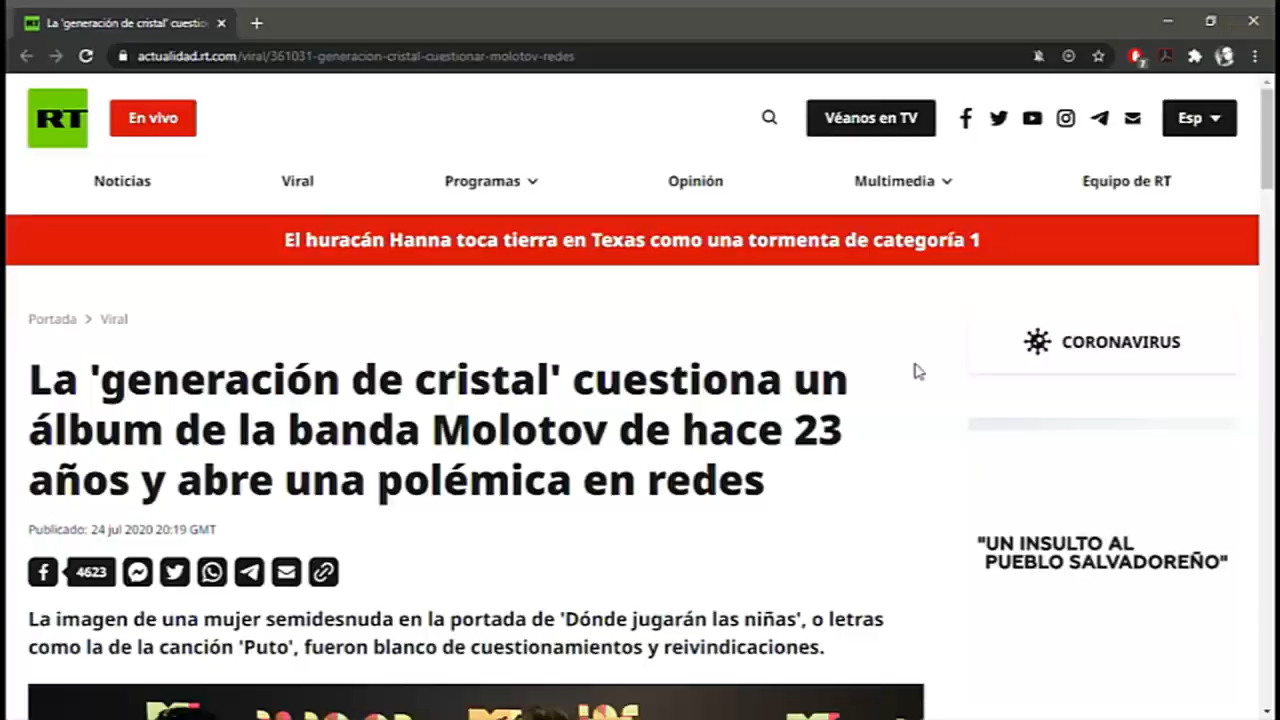 La 'generación de cristal' cuestio
actualidad.rt.com/viral/361031-generacion-cristal-cuestionar-molotov-redes
RT
En vivo
Véanos en TV
Esp
Noticias
Viral
Programas
Opinión
Multimedia
Equipo de RT
El huracán Hanna toca tierra en Texas como una tormenta de categoría 1
Portada > Viral
CORONAVIRUS
La 'generación de cristal' cuestiona un
álbum de la banda Molotov de hace 23
años y abre una polémica en redes
Publicado: 24 jul 2020 20:19 GMT
4623
"UN INSULTO AL
PUEBLO SALVADOREÑO"
La imagen de una mujer semidesnuda en la portada de 'Dónde jugarán las niñas', o letras
como la de la canción 'Puto', fueron blanco de cuestionamientos y reivindicaciones.